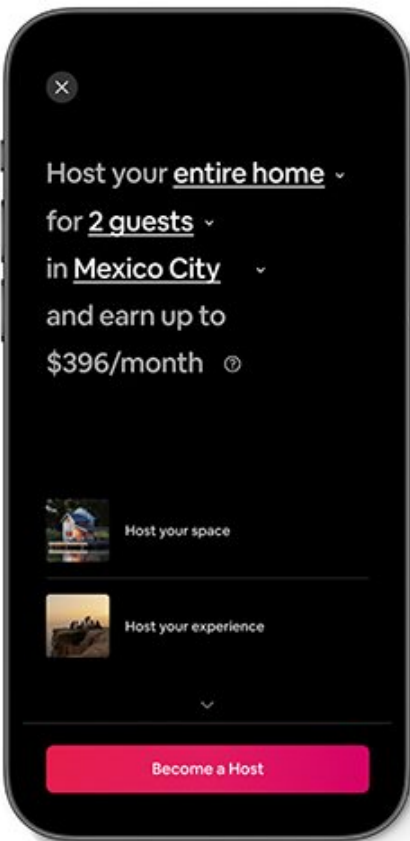 Host your entire home
for 2 guests
in Mexico City
and earn up to
$396/month ?
Host your space
Host your experience
Become a Host